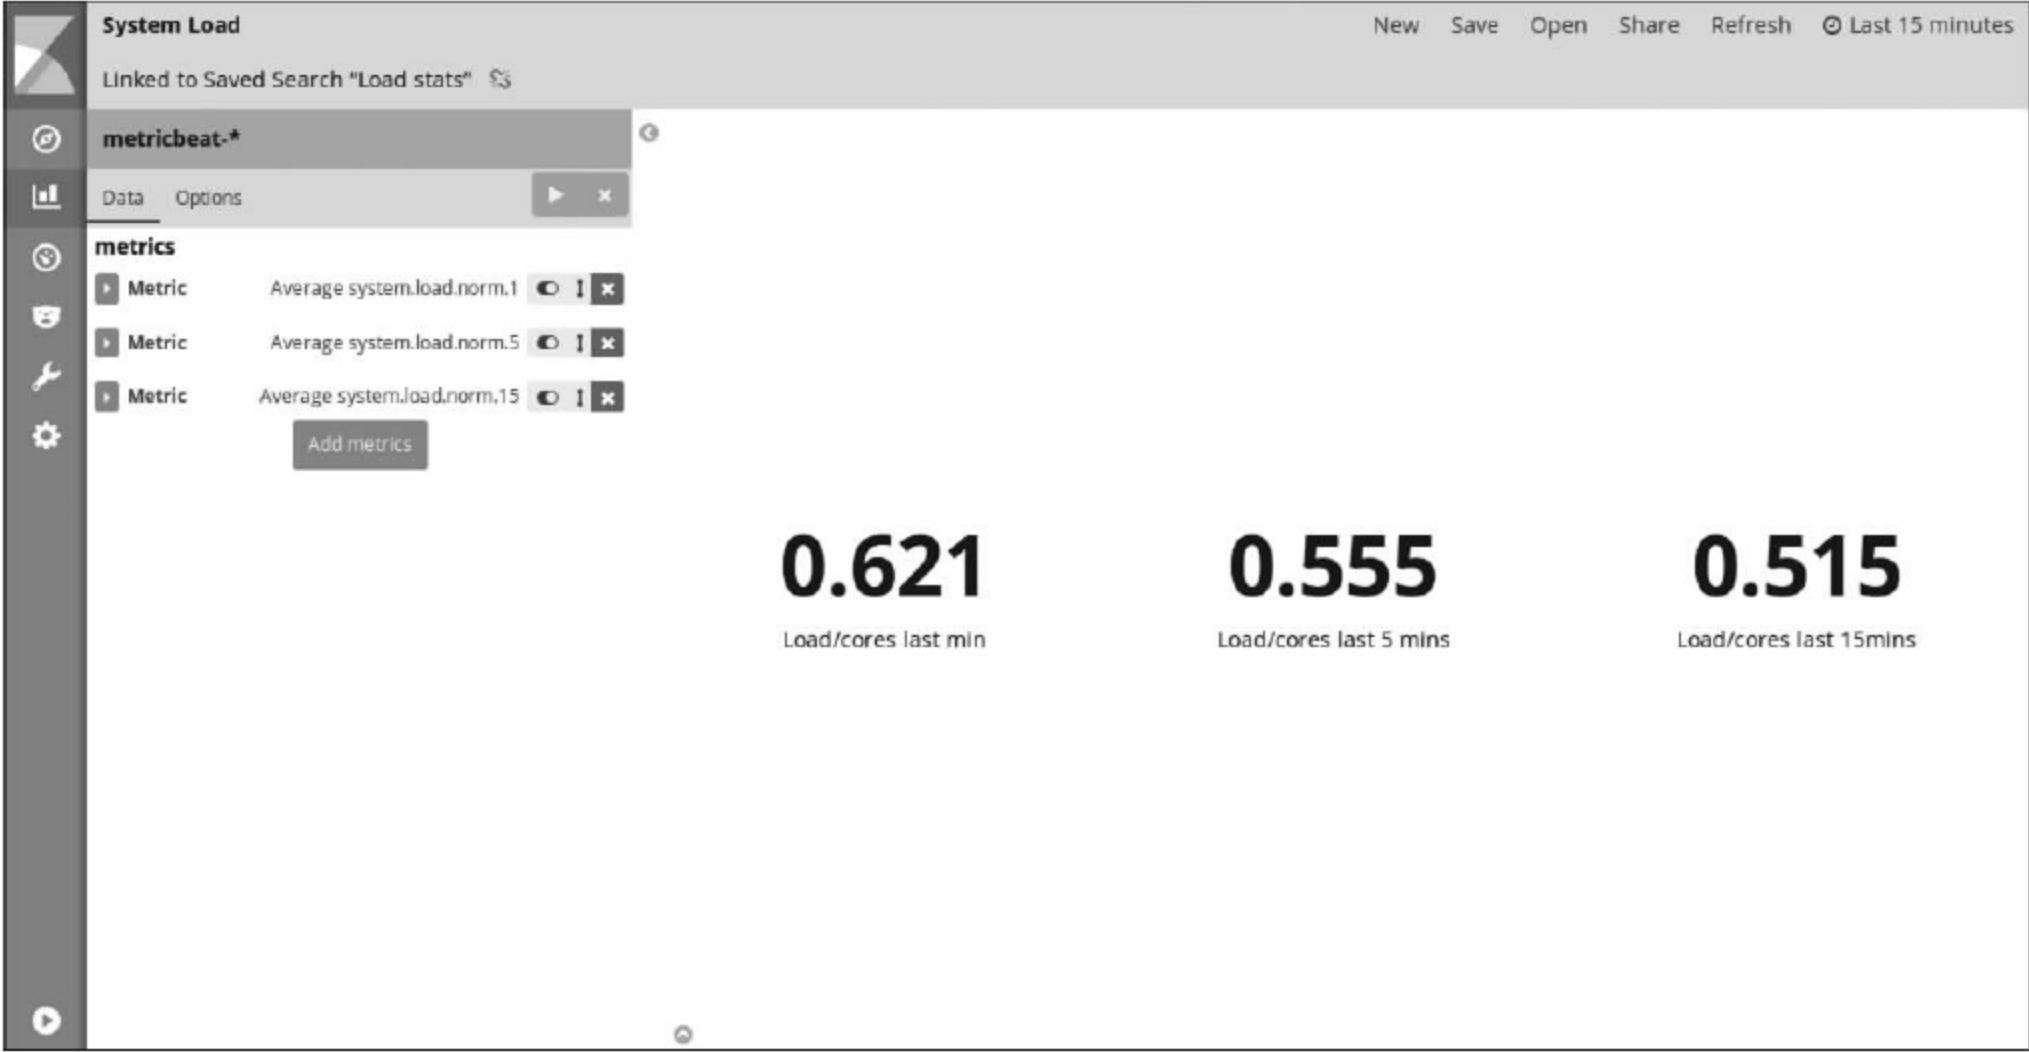 System Load
New Save Open Share Refresh Last 15 minutes
Linked to Saved Search "Load stats"
metricbeat-*
Data Options
metrics
Metric Average system.load.norm.1
Metric Average system.load.norm.5
Metric Average system.load.norm.15
Add metrics
0.621 0.555 0.515
Load/cores last min Load/cores last 5 mins Load/cores last 15mins